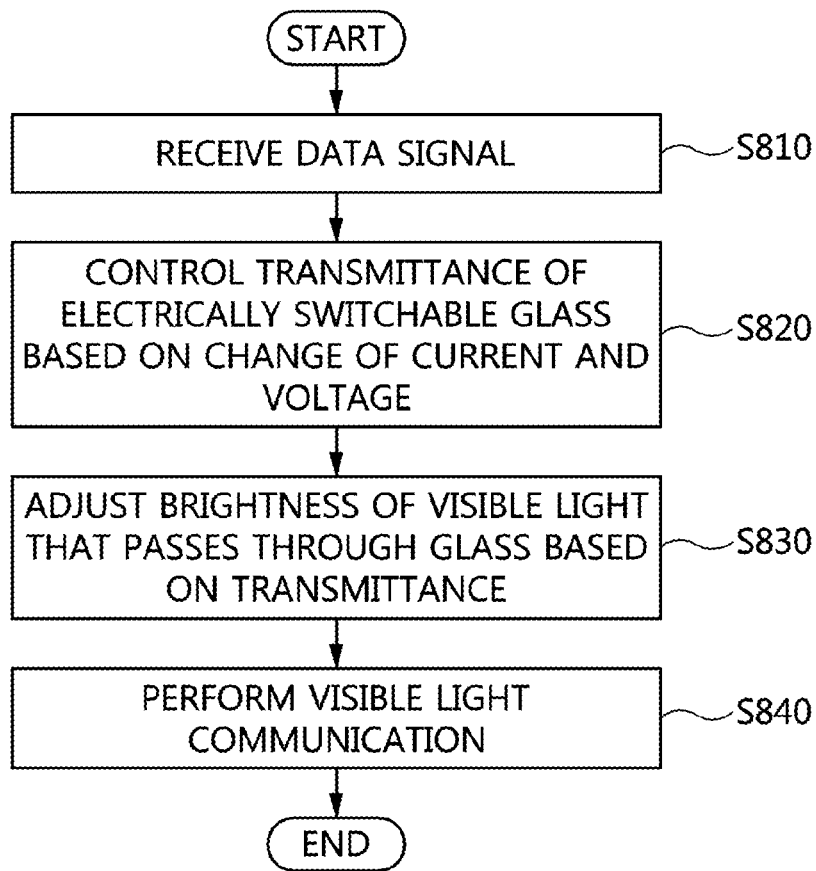 START
RECEIVE DATA SIGNAL
S810
CONTROL TRANSMITTANCE OF
ELECTRICALLY SWITCHABLE GLASS
BASED ON CHANGE OF CURRENT AND
VOLTAGE
S820
ADJUST BRIGHTNESS OF VISIBLE LIGHT
THAT PASSES THROUGH GLASS BASED
ON TRANSMITTANCE
S830
PERFORM VISIBLE LIGHT
COMMUNICATION
S840
END